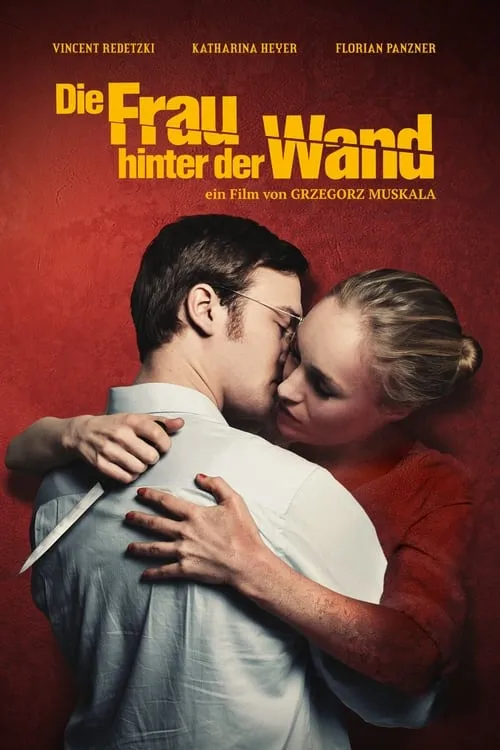 VINCENT REDETZKI KATHARINA HEYER FLORIAN PANZNER
Die Frau
hinter der Wand
ein Film von GRZEGORZ MUSKALA